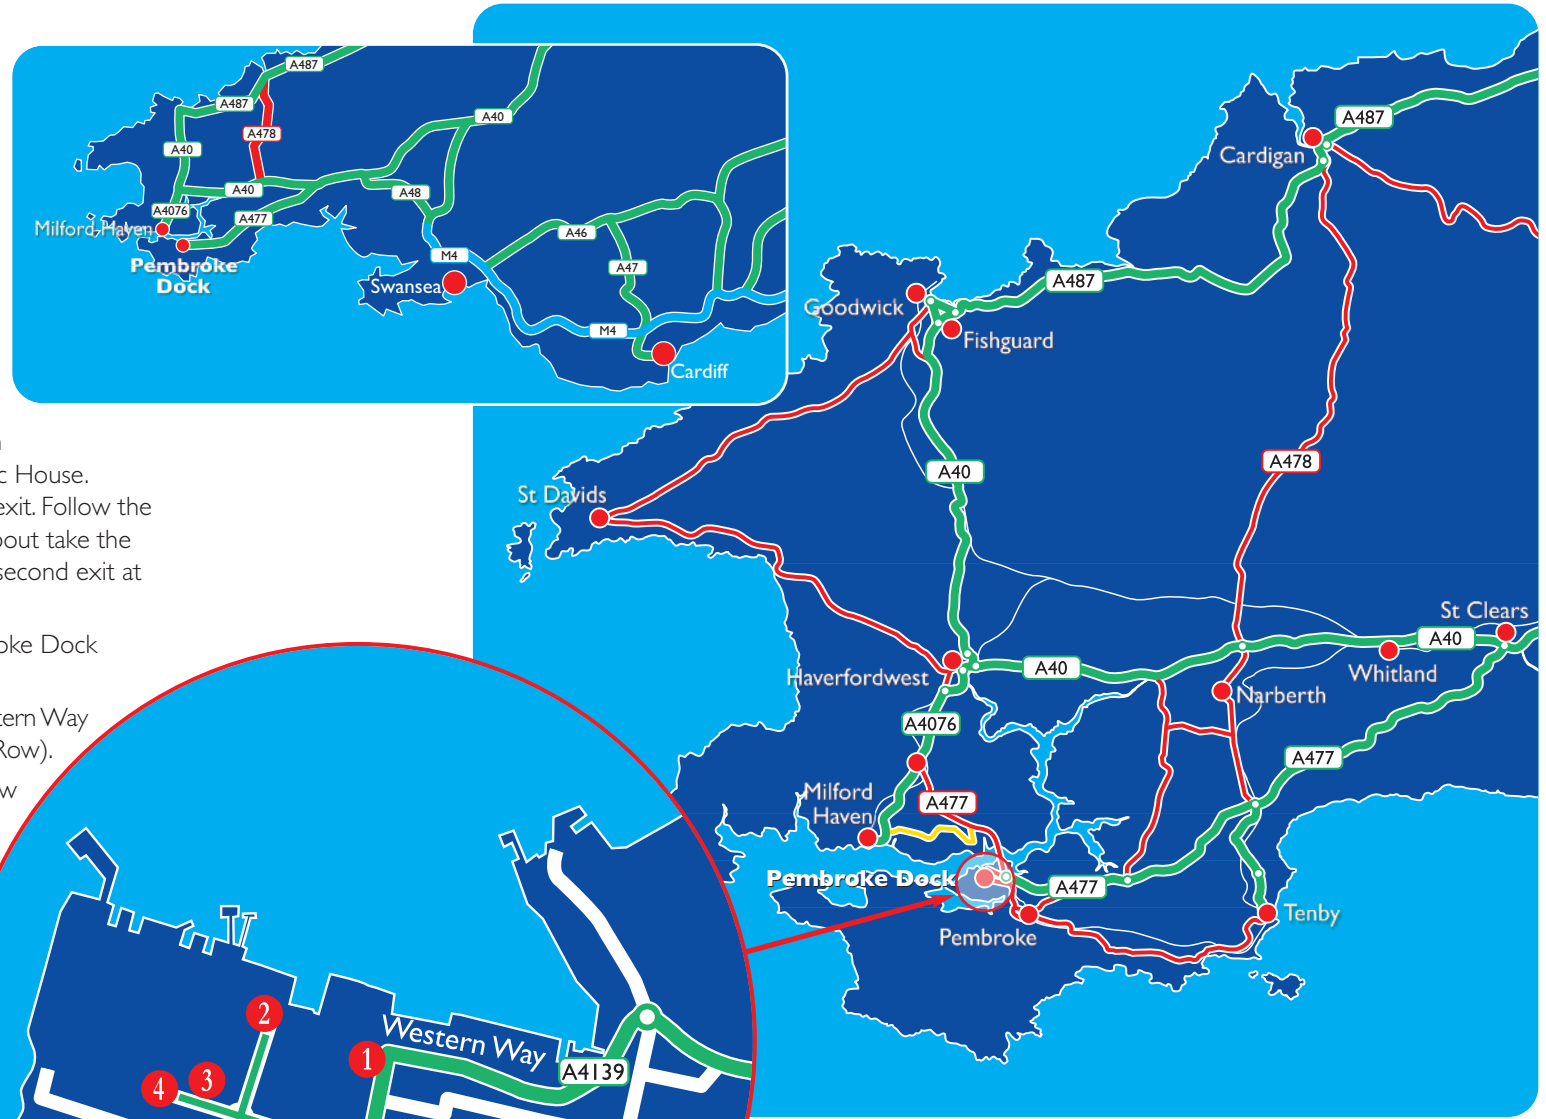 A487
A487
A478
A40
A40
A40
A48
A4076
A477
Milford Haven
Pembroke
Dock
M4
Swansea
A46
A47
M4
Cardiff
House.
exit. Follow the
take the
second exit at
Dock
Way
Row).
A487
Cardigan
A487
Goodwick
Fishguard
A40
A478
St Davids
St Clears
A40
Whitland
A40
Haverfordwest
Narberth
A4076
A477
Milford
Haven
A477
Pembroke Dock
A477
Pembroke
Tenby
2
Western Way
1
A4139
3
4